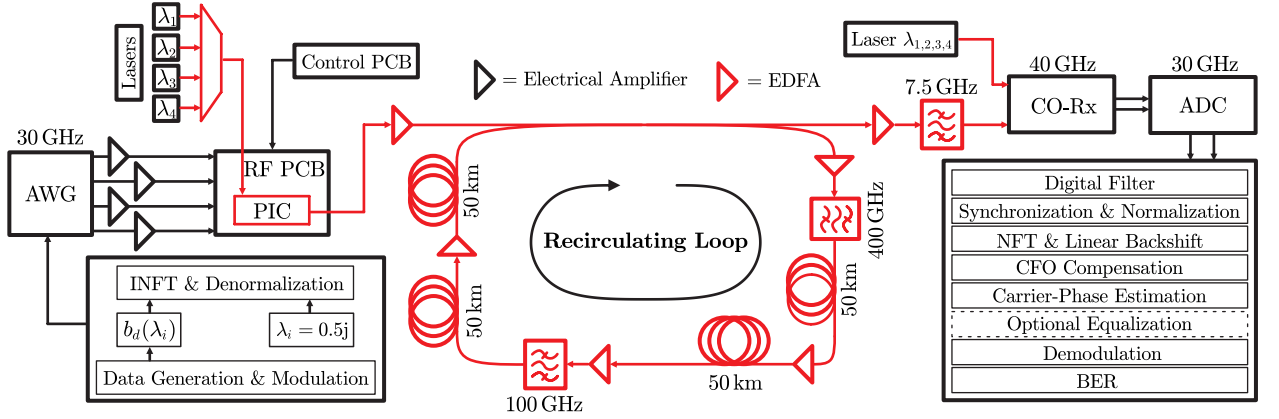 Lasers
λ1
λ2
λ3
λ4
Control PCB
= Electrical Amplifier
= EDFA
Laser λ1,2,3,4
7.5 GHz
40 GHz
CO-Rx
30 GHz
ADC
30 GHz
AWG
RF PCB
PIC
50 km
Recirculating Loop
400 GHz
50 km
50 km
50 km
100 GHz
INFT & Denormalization
bd(λi)
λi = 0.5j
Data Generation & Modulation
Digital Filter
Synchronization & Normalization
NFT & Linear Backshift
CFO Compensation
Carrier-Phase Estimation
Optional Equalization
Demodulation
BER